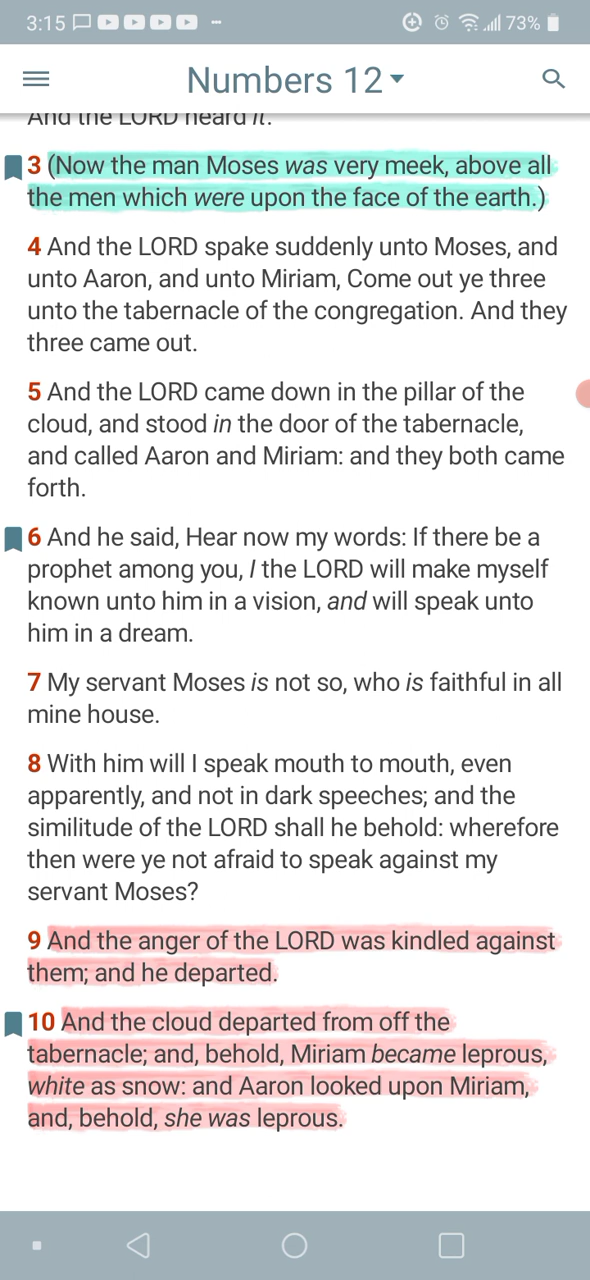 3:15 73%
Numbers 12
And the LORD heard it.
3 (Now the man Moses was very meek, above all
the men which were upon the face of the earth.)
4 And the LORD spake suddenly unto Moses, and
unto Aaron, and unto Miriam, Come out ye three
unto the tabernacle of the congregation. And they
three came out.
5 And the LORD came down in the pillar of the
cloud, and stood in the door of the tabernacle,
and called Aaron and Miriam: and they both came
forth.
6 And he said, Hear now my words: If there be a
prophet among you, I the LORD will make myself
known unto him in a vision, and will speak unto
him in a dream.
7 My servant Moses is not so, who is faithful in all
mine house.
8 With him will I speak mouth to mouth, even
apparently, and not in dark speeches; and the
similitude of the LORD shall he behold: wherefore
then were ye not afraid to speak against my
servant Moses?
9 And the anger of the LORD was kindled against
them; and he departed.
10 And the cloud departed from off the
tabernacle; and, behold, Miriam became leprous,
white as snow: and Aaron looked upon Miriam,
and, behold, she was leprous.